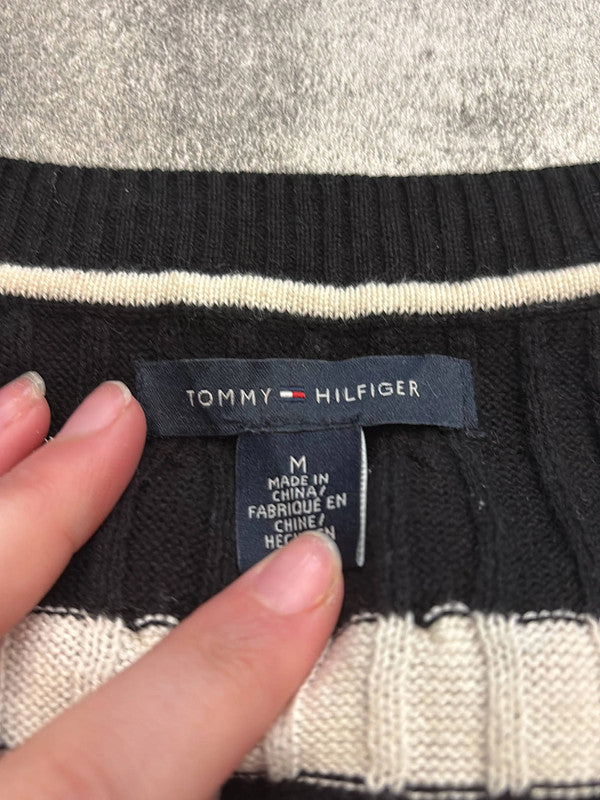 TOMMY HILFIGER
M
MADE IN
CHINA/
FABRIQUÉ EN
CHINE/